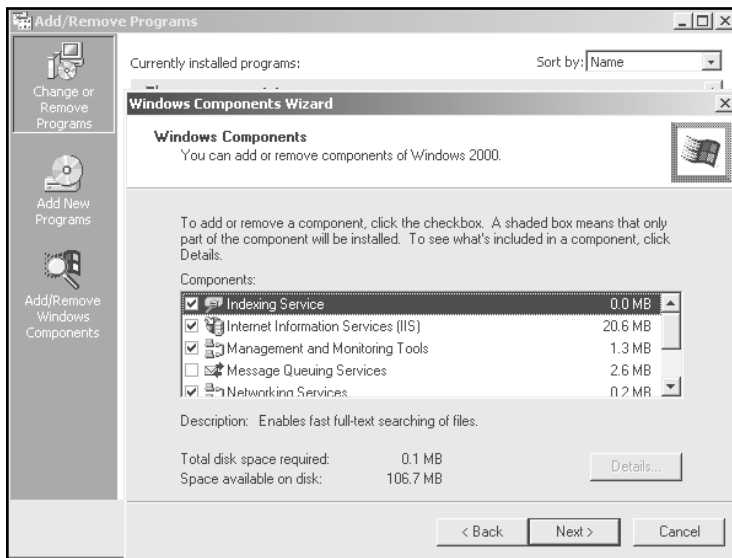 Add/Remove Programs
Change or
Remove
Programs
Add New
Programs
Add/Remove
Windows
Components
Currently installed programs:
Sort by: Name
Windows Components Wizard
Windows Components
You can add or remove components of Windows 2000.
To add or remove a component, click the checkbox. A shaded box means that only
part of the component will be installed. To see what's included in a component, click
Details.
Components:
Indexing Service 0.0 MB
Internet Information Services (IIS) 20.6 MB
Management and Monitoring Tools 1.3 MB
Message Queuing Services 2.6 MB
Networking Services 0.2 MB
Description: Enables fast full-text searching of files.
Total disk space required: 0.1 MB
Space available on disk: 106.7 MB
Details...
< Back
Next >
Cancel